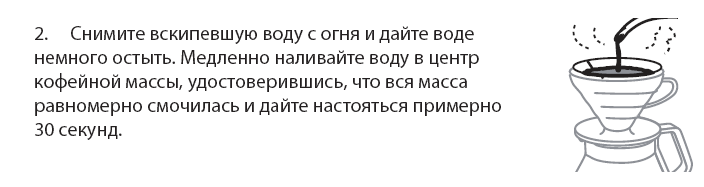 2. Снимите вскипевшую воду с огня и дайте воде
немного остыть. Медленно наливайте воду в центр
кофейной массы, удостоверившись, что вся масса
равномерно смочилась и дайте настояться примерно
30 секунд.